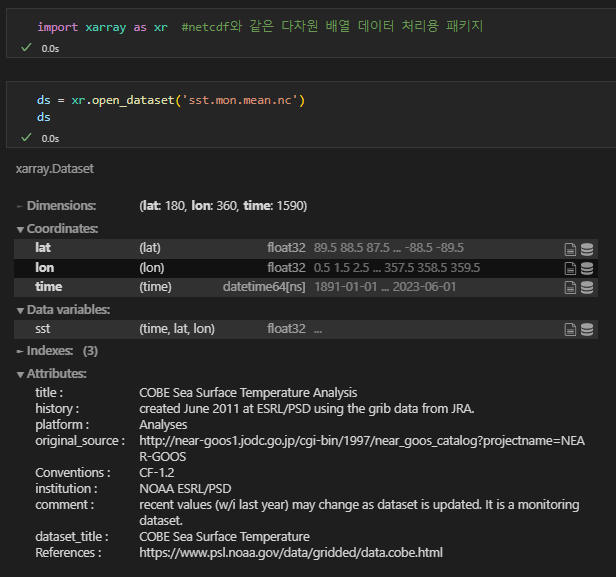 import xarray as xr #netcdf와 같은 다차원 배열 데이터 처리용 패키지
0.0s
ds = xr.open_dataset('sst.mon.mean.nc')
ds
0.0s
xarray.Dataset
Dimensions: (lat: 180, lon: 360, time: 1590)
Coordinates:
lat (lat) float32 89.5 88.5 87.5 ... -88.5 -89.5
lon (lon) float32 0.5 1.5 2.5 ... 357.5 358.5 359.5
time (time) datetime64[ns] 1891-01-01 ... 2023-06-01
Data variables:
sst (time, lat, lon) float32 ...
Indexes: (3)
Attributes:
title : COBE Sea Surface Temperature Analysis
history : created June 2011 at ESRL/PSD using the grib data from JRA.
platform : Analyses
original_source : http://near-goos1.jodc.go.jp/cgi-bin/1997/near_goos_catalog?projectname=NEA
R-GOOS
Conventions : CF-1.2
institution : NOAA ESRL/PSD
comment : recent values (w/i last year) may change as dataset is updated. It is a monitoring
dataset.
dataset_title : COBE Sea Surface Temperature
References : https://www.psl.noaa.gov/data/gridded/data.cobe.html